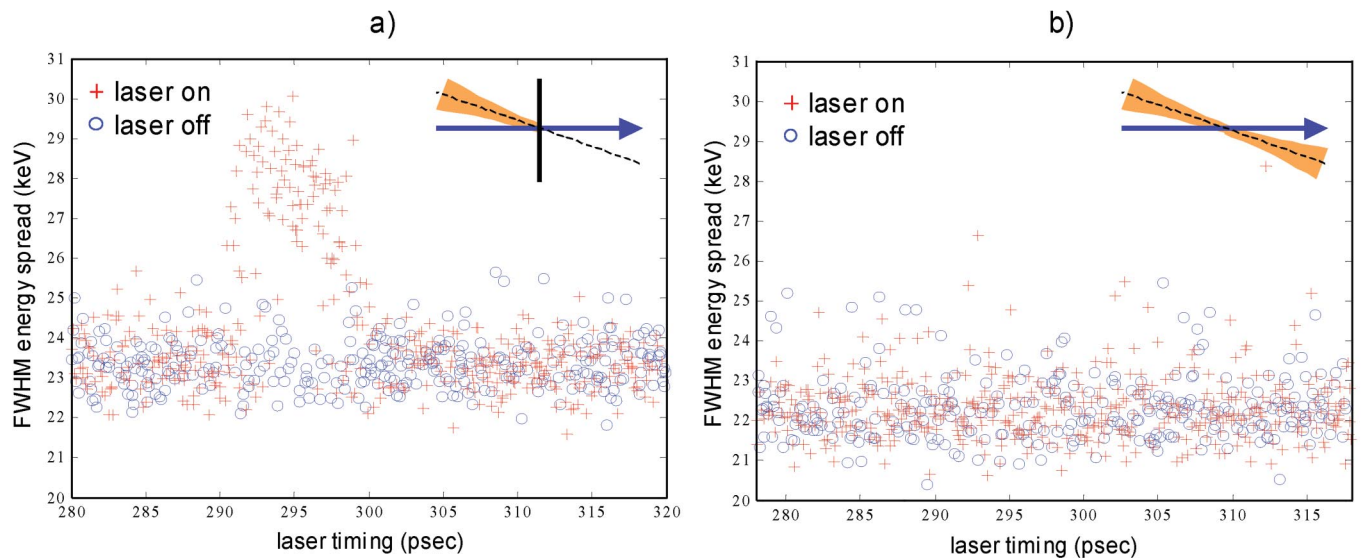 a)
31
30
29
28
27
26
25
24
23
22
21
20
FWHM energy spread (keV)
+ laser on
○ laser off
280 285 290 295 300 305 310 315 320
laser timing (psec)
b)
31
30
29
28
27
26
25
24
23
22
21
20
FWHM energy spread (keV)
+ laser on
○ laser off
280 285 290 295 300 305 310 315
laser timing (psec)